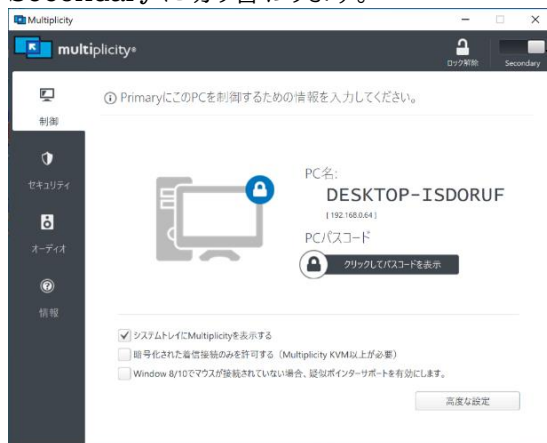 Secondary に切り替わります。
Multiplicity
multiplicity®
ロック解除
Secondary
制御
セキュリティ
オーディオ
情報
PrimaryにこのPCを制御するための情報を入力してください。
PC名:
DESKTOP-ISDORUF
[ 192.168.0.64 ]
PCパスコード
クリックしてパスコードを表示
システムトレイにMultiplicityを表示する
暗号化された着信接続のみを許可する（Multiplicity KVM以上が必要）
Window 8/10でマウスが接続されていない場合、疑似ポインターサポートを有効にします。
高度な設定